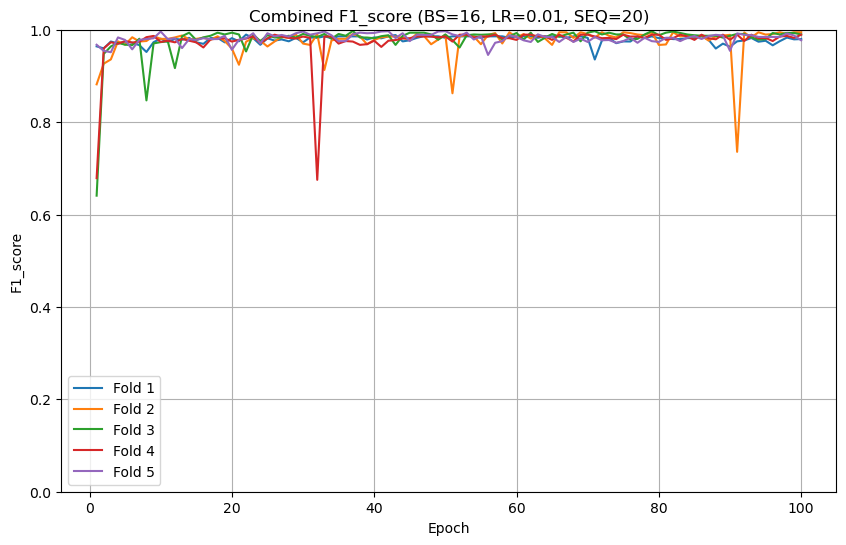 Combined F1_score (BS=16, LR=0.01, SEQ=20)
1.0
0.8
0.6
0.4
0.2
0.0
F1_score
Fold 1
Fold 2
Fold 3
Fold 4
Fold 5
0 20 40 60 80 100
Epoch